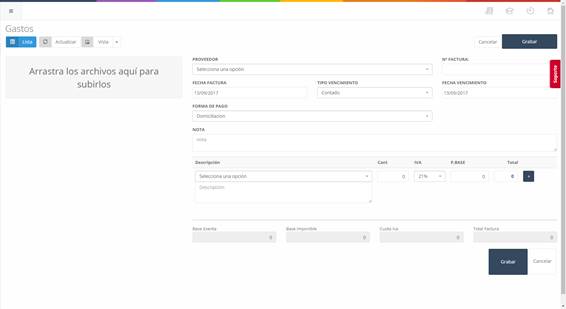 Gastos
Lista Actualizar Vista
Cancelar Grabar
Arrastra los archivos aquí para
subirlos
PROVEEDOR Nº FACTURA:
Selecciona una opción
Soporte
FECHA FACTURA TIPO VENCIMIENTO FECHA VENCIMIENTO
15/09/2017 Contado 15/09/2017
FORMA DE PAGO
Domiciliacion
NOTA
Nota
Descripción Cant IVA P.BASE Total
Selecciona una opción 0 21% 0 0 +
Descripción
Base Exenta Base Imponible Cuota Iva Total Factura
0 0 0 0
Grabar Cancelar